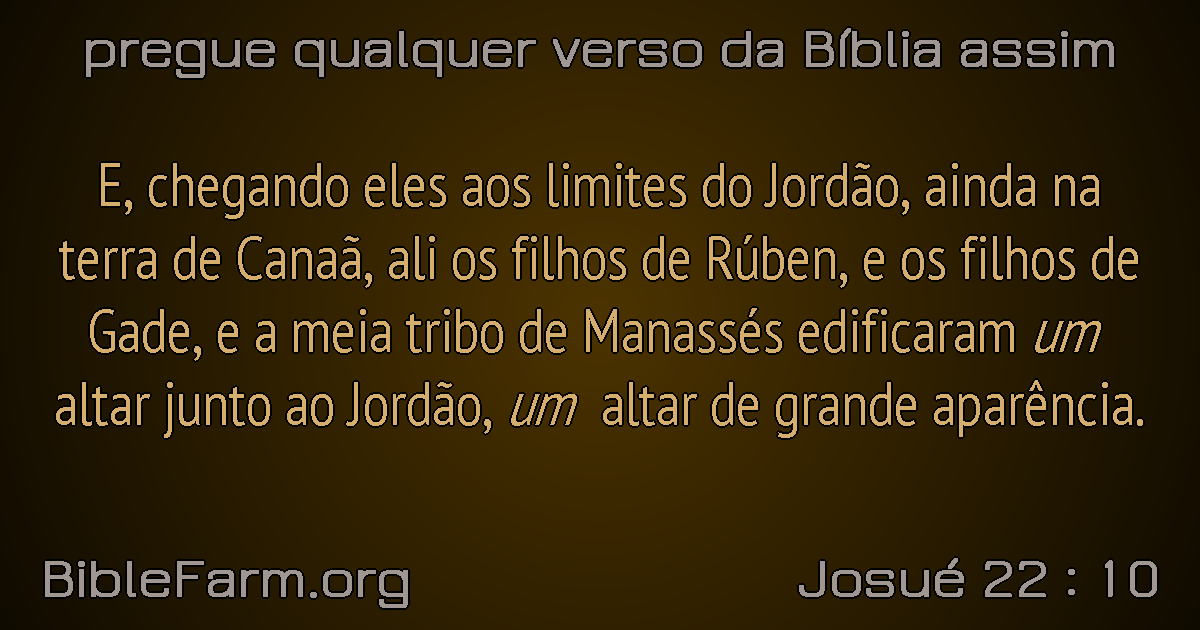 pregue qualquer verso da Bíblia assim
E, chegando eles aos limites do Jordão, ainda na
terra de Canaã, ali os filhos de Rúben, e os filhos de
Gade, e a meia tribo de Manassés edificaram um
altar junto ao Jordão, um altar de grande aparência.
BibleFarm.org
Josué 22 : 10